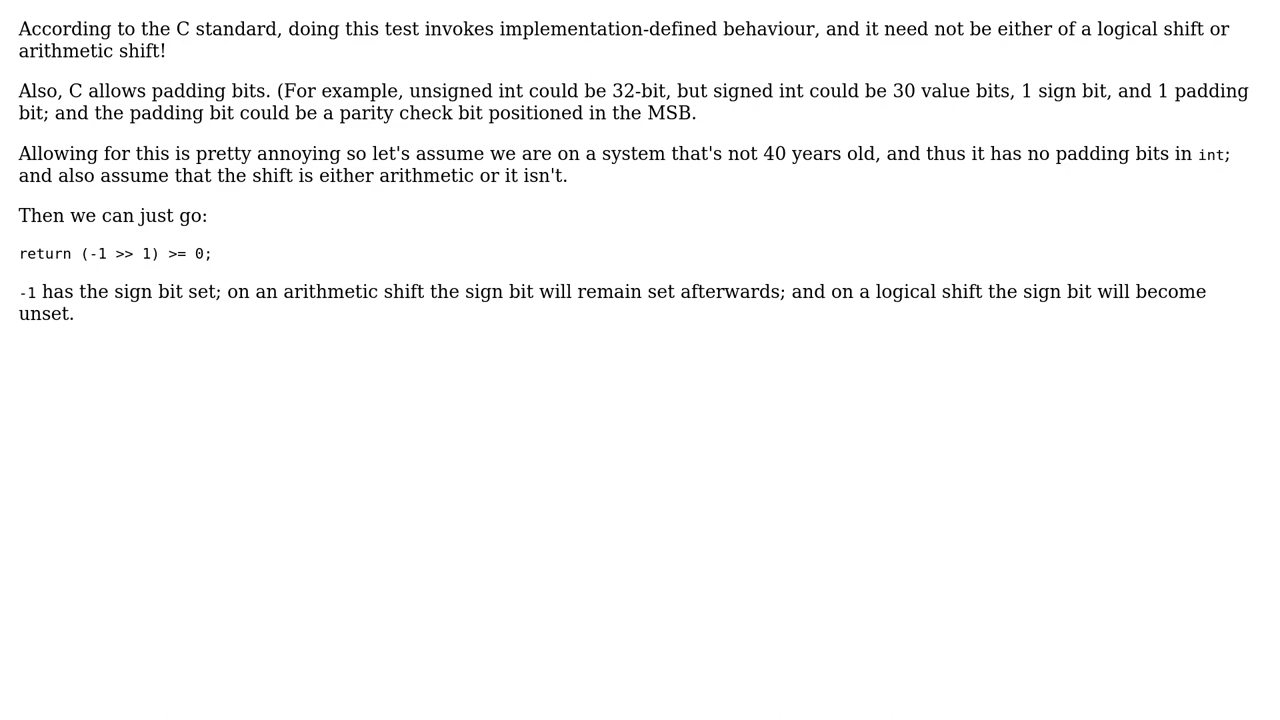 According to the C standard, doing this test invokes implementation-defined behaviour, and it need not be either of a logical shift or
arithmetic shift!
Also, C allows padding bits. (For example, unsigned int could be 32-bit, but signed int could be 30 value bits, 1 sign bit, and 1 padding
bit; and the padding bit could be a parity check bit positioned in the MSB.
Allowing for this is pretty annoying so let's assume we are on a system that's not 40 years old, and thus it has no padding bits in int;
and also assume that the shift is either arithmetic or it isn't.
Then we can just go:
return (-1 >> 1) >= 0;
-1 has the sign bit set; on an arithmetic shift the sign bit will remain set afterwards; and on a logical shift the sign bit will become
unset.